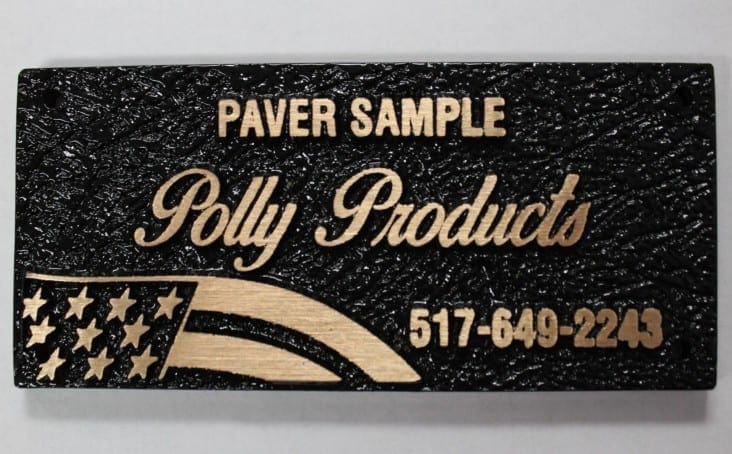 PAVER SAMPLE
Polly Products
517-649-2243